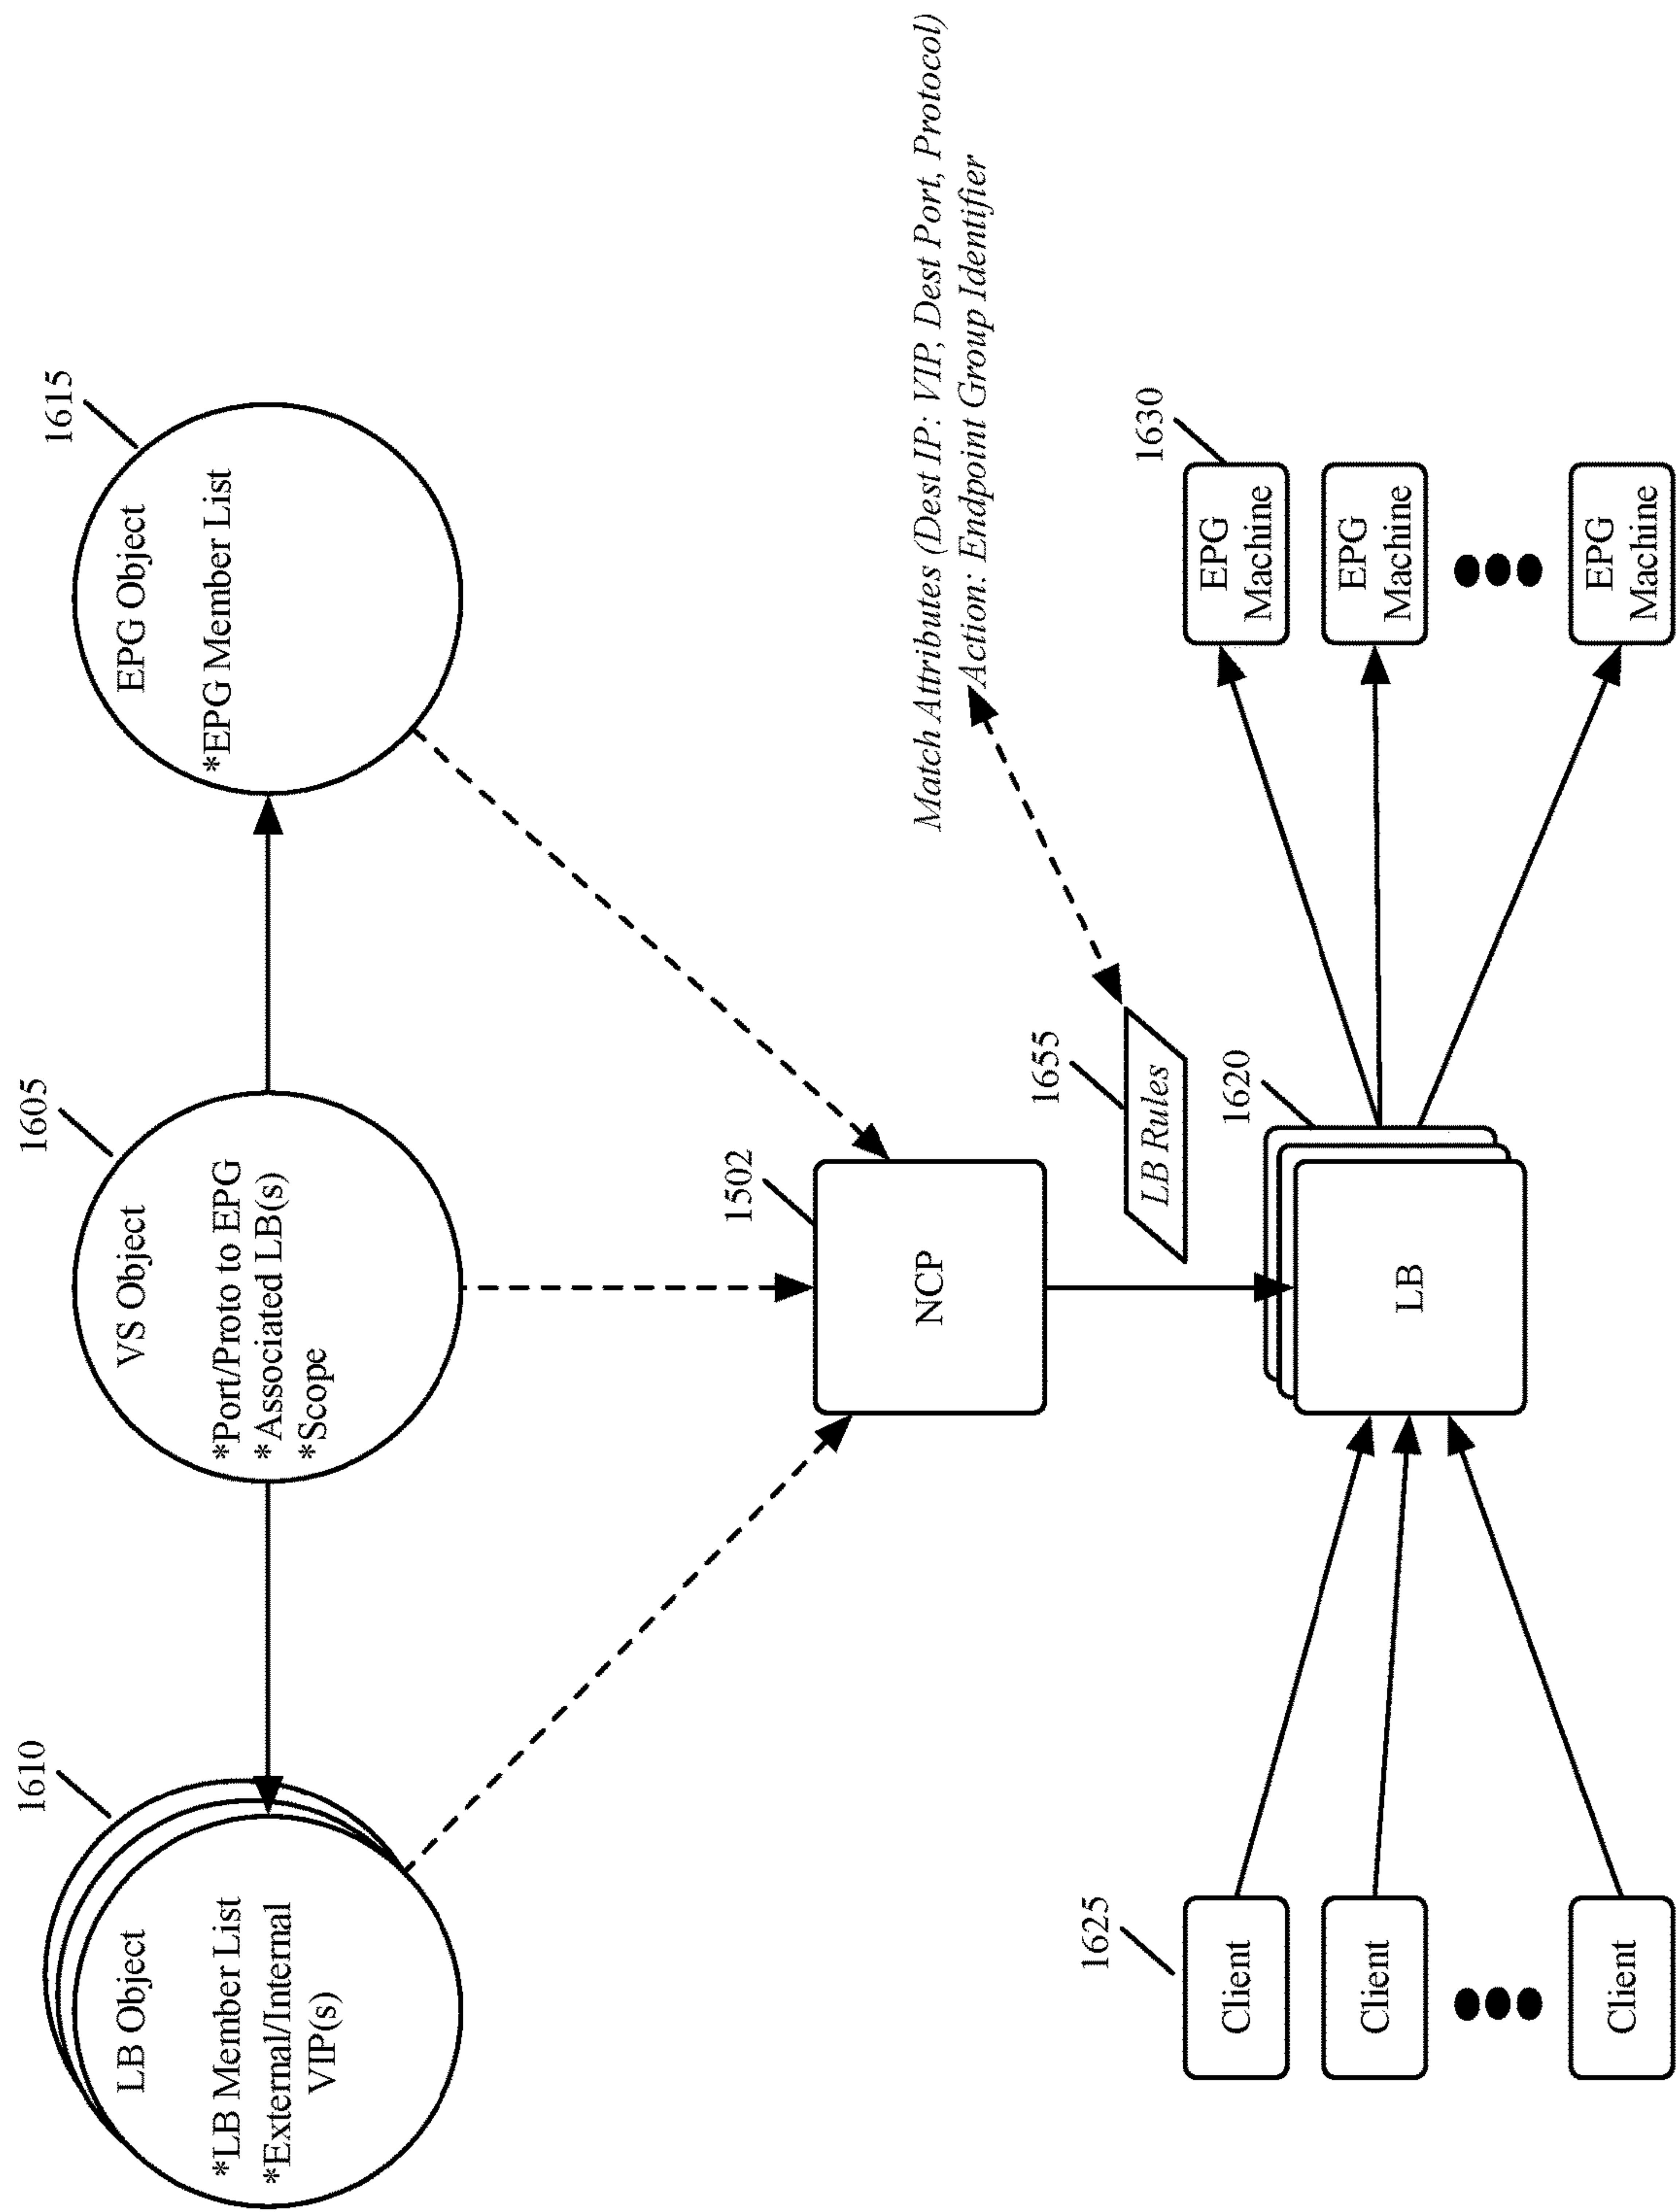 1610
1605
1615
LB Object
*LB Member List
*External/Internal
VIP(s)
VS Object
*Port/Proto to EPG
*Associated LB(s)
*Scope
EPG Object
*EPG Member List
1502
NCP
Match Attributes (Dest IP: VIP, Dest Port, Protocol)
Action: Endpoint Group Identifier
1655
LB Rules
1625
Client
Client
Client
1620
LB
1630
EPG
Machine
EPG
Machine
EPG
Machine